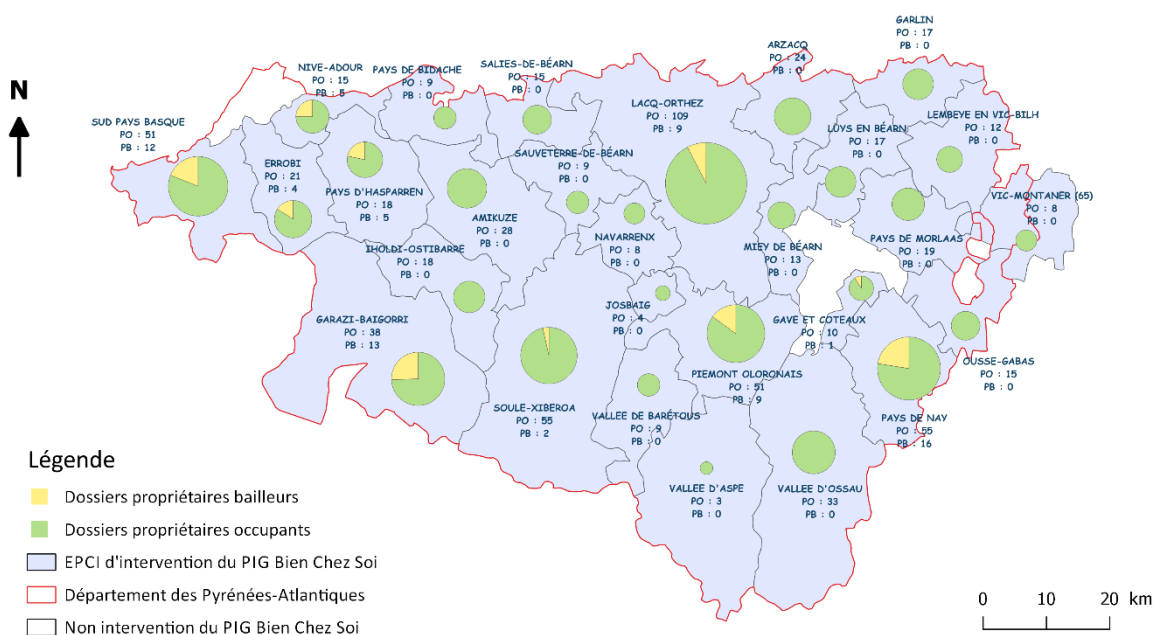 GARLIN
PO : 17
PB : 0
ARZACQ
PO : 24
PB : 0
NIVE-ADOUR
PO : 15
PB : 5
PAYS DE BIDACHE
PO : 9
PB : 0
SALIES-DE-BÉARN
PO : 15
PB : 0
N
LACQ-ORTHEZ
PO : 109
PB : 9
SUD PAYS BASQUE
PO : 51
PB : 12
LEMBEYE EN VIC-BILH
PO : 12
PB : 0
LUYS EN BÉARN
PO : 17
PB : 0
SAUVETERRE-DE-BÉARN
PO : 9
PB : 0
ERROBI
PO : 21
PB : 4
PAYS D'HASPARREN
PO : 18
PB : 5
VIC-MONTANER (65)
PO : 8
PB : 0
AMIKUZE
PO : 28
PB : 0
NAVARRENX
PO : 8
PB : 0
MIEY DE BÉARN
PO : 13
PB : 0
PAYS DE MORLAAS
PO : 19
PB : 0
IHOLDI-OSTIBARRE
PO : 18
PB : 0
JOSBAIG
PO : 4
PB : 0
GARAZI-BAIGORRI
PO : 38
PB : 13
GAVE ET COTEAUX
PO : 10
PB : 1
OUSSE-GABAS
PO : 15
PB : 0
PIEMONT OLORONAIS
PO : 51
PB : 9
SOULE-XIBEROA
PO : 55
PB : 2
VALLEE DE BARÉTOUS
PO : 9
PB : 0
PAYS DE NAY
PO : 55
PB : 16
VALLEE D'ASPE
PO : 3
PB : 0
VALLEE D'OSSAU
PO : 33
PB : 0
Légende
Dossiers propriétaires bailleurs
Dossiers propriétaires occupants
EPCI d'intervention du PIG Bien Chez Soi
Département des Pyrénées-Atlantiques
Non intervention du PIG Bien Chez Soi
0 10 20 km